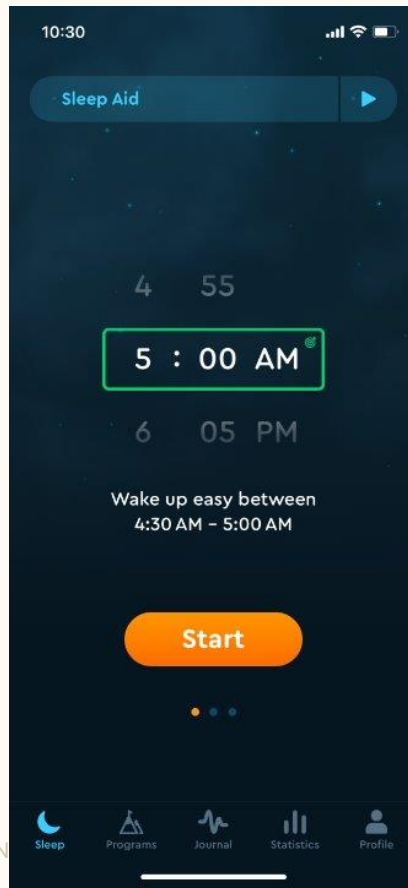 10:30
Sleep Aid
4 55
5 : 00 AM
6 05 PM
Wake up easy between
4:30 AM – 5:00 AM
Start
N
Sleep Programs Journal Statistics Profile